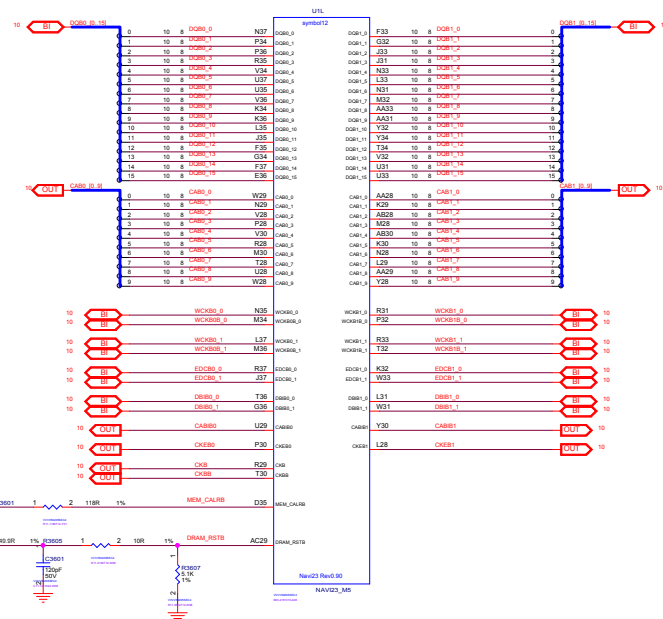 U1L
symbol12
BI DQB0_[0..15] DQB1_[0..15] BI
0 10 8 DQB0_0 N37 DQB0_0 DQB1_0 F33 10 8 DQB1_0 0
1 10 8 DQB0_1 P34 DQB0_1 DQB1_1 G32 10 8 DQB1_1 1
2 10 8 DQB0_2 P36 DQB0_2 DQB1_2 J33 10 8 DQB1_2 2
3 10 8 DQB0_3 R35 DQB0_3 DQB1_3 J31 10 8 DQB1_3 3
4 10 8 DQB0_4 V34 DQB0_4 DQB1_4 N33 10 8 DQB1_4 4
5 10 8 DQB0_5 U37 DQB0_5 DQB1_5 L33 10 8 DQB1_5 5
6 10 8 DQB0_6 U35 DQB0_6 DQB1_6 N31 10 8 DQB1_6 6
7 10 8 DQB0_7 V36 DQB0_7 DQB1_7 M32 10 8 DQB1_7 7
8 10 8 DQB0_8 K34 DQB0_8 DQB1_8 AA33 10 8 DQB1_8 8
9 10 8 DQB0_9 K36 DQB0_9 DQB1_9 AA31 10 8 DQB1_9 9
10 10 8 DQB0_10 L35 DQB0_10 DQB1_10 Y32 10 8 DQB1_10 10
11 10 8 DQB0_11 J35 DQB0_11 DQB1_11 Y34 10 8 DQB1_11 11
12 10 8 DQB0_12 F35 DQB0_12 DQB1_12 T34 10 8 DQB1_12 12
13 10 8 DQB0_13 G34 DQB0_13 DQB1_13 V32 10 8 DQB1_13 13
14 10 8 DQB0_14 F37 DQB0_14 DQB1_14 U31 10 8 DQB1_14 14
15 10 8 DQB0_15 E36 DQB0_15 DQB1_15 U33 10 8 DQB1_15 15
10 OUT CAB0_[0..9] CAB1_[0..9] OUT 10
0 10 8 CAB0_0 W29 CAB0_0 CAB1_0 AA28 10 8 CAB1_0 0
1 10 8 CAB0_1 N29 CAB0_1 CAB1_1 K29 10 8 CAB1_1 1
2 10 8 CAB0_2 V28 CAB0_2 CAB1_2 AB28 10 8 CAB1_2 2
3 10 8 CAB0_3 P28 CAB0_3 CAB1_3 M28 10 8 CAB1_3 3
4 10 8 CAB0_4 V30 CAB0_4 CAB1_4 AB30 10 8 CAB1_4 4
5 10 8 CAB0_5 R28 CAB0_5 CAB1_5 K30 10 8 CAB1_5 5
6 10 8 CAB0_6 M30 CAB0_6 CAB1_6 N28 10 8 CAB1_6 6
7 10 8 CAB0_7 T28 CAB0_7 CAB1_7 L29 10 8 CAB1_7 7
8 10 8 CAB0_8 U28 CAB0_8 CAB1_8 AA29 10 8 CAB1_8 8
9 10 8 CAB0_9 W28 CAB0_9 CAB1_9 Y28 10 8 CAB1_9 9
10 BI WCKB0_0 N35 WCKB0_0 WCKB1_0 R31 WCKB1_0 BI 10
10 BI WCKB0B_0 M34 WCKB0B_0 WCKB1B_0 P32 WCKB1B_0 BI 10
10 BI WCKB0_1 L37 WCKB0_1 WCKB1_1 R33 WCKB1_1 BI 10
10 BI WCKB0B_1 M36 WCKB0B_1 WCKB1B_1 T32 WCKB1B_1 BI 10
10 BI EDCB0_0 R37 EDCB0_0 EDCB1_0 K32 EDCB1_0 BI 10
10 BI EDCB0_1 J37 EDCB0_1 EDCB1_1 W33 EDCB1_1 BI 10
10 BI DBIB0_0 T36 DBIB0_0 DBIB1_0 L31 DBIB1_0 BI 10
10 BI DBIB0_1 G36 DBIB0_1 DBIB1_1 W31 DBIB1_1 BI 10
10 OUT CABIB0 U29 CABIB0 CABIB1 Y30 CABIB1 OUT 10
10 OUT CKEB0 P30 CKEB0 CKEB1 L28 CKEB1 OUT 10
10 OUT CKB R29 CKB
10 OUT CKBB T30 CKBB
3601 1 2 118R 1% MEM_CALRB D35 MEM_CALRB
49.9R 1% R3605 1 2 10R 1% DRAM_RSTB AC29 DRAM_RSTB
C3601
120pF
50V
2
1
R3607
5.1K
1%
2
Navi23 Rev0.90
NAVI23_M5